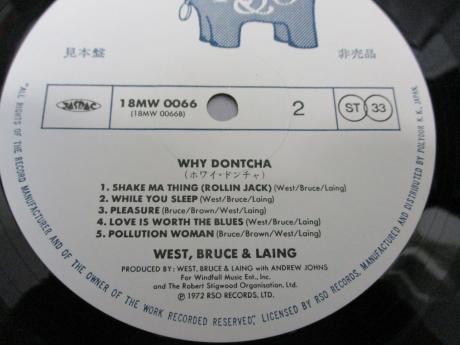 見本盤
非売品
JASRAC
18MW 0066
(18MW 0066B)
2
ST 33
WHY DONTCHA
(ホワイ・ドンチャ)
1. SHAKE MA THING (ROLLIN JACK) (West/Bruce/Laing)
2. WHILE YOU SLEEP (West/Bruce/Laing)
3. PLEASURE (Bruce/Brown/West/Laing)
4. LOVE IS WORTH THE BLUES (West/Bruce/Laing)
5. POLLUTION WOMAN (Bruce/Brown/West/Laing)
WEST, BRUCE & LAING
PRODUCED BY: WEST, BRUCE & LAING with ANDREW JOHNS
For Windfall Music Ent., Inc.
and The Robert Stigwood Organisation Ltd.
Ⓟ 1972 RSO RECORDS, LTD.
"ALL RIGHTS OF THE RECORD MANUFACTURER AND OF THE OWNER OF THE WORK RECORDED RESERVED", LICENSED BY RSO RECORDS, MANUFACTURED AND DISTRIBUTED BY POLYDOR K.K., JAPAN.